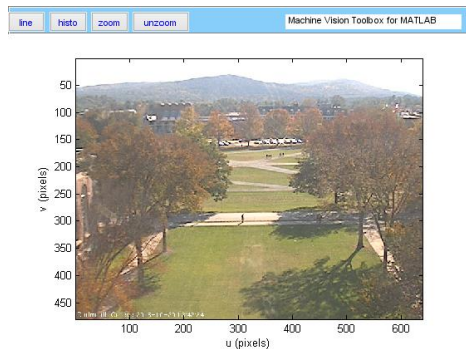 line histo zoom unzoom Machine Vision Toolbox for MATLAB
50
100
150
200
250
300
350
400
450
v (pixels)
100 200 300 400 500 600
u (pixels)